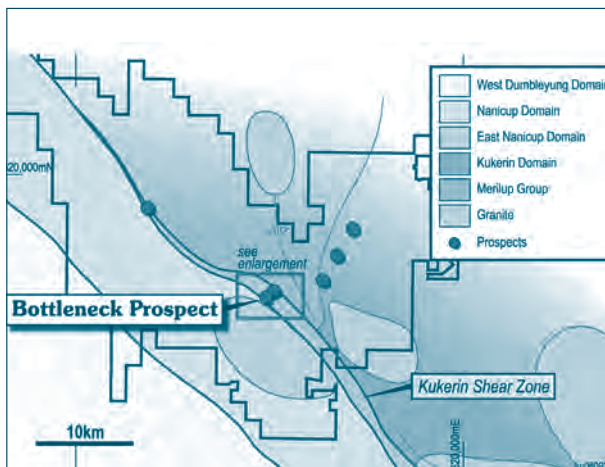 West Dumbleyung Domain
Nanicup Domain
East Nanicup Domain
Kukerin Domain
Merilup Group
Granite
Prospects
20,000mN
see
enlargement
Bottleneck Prospect
Kukerin Shear Zone
10km
20,000mE